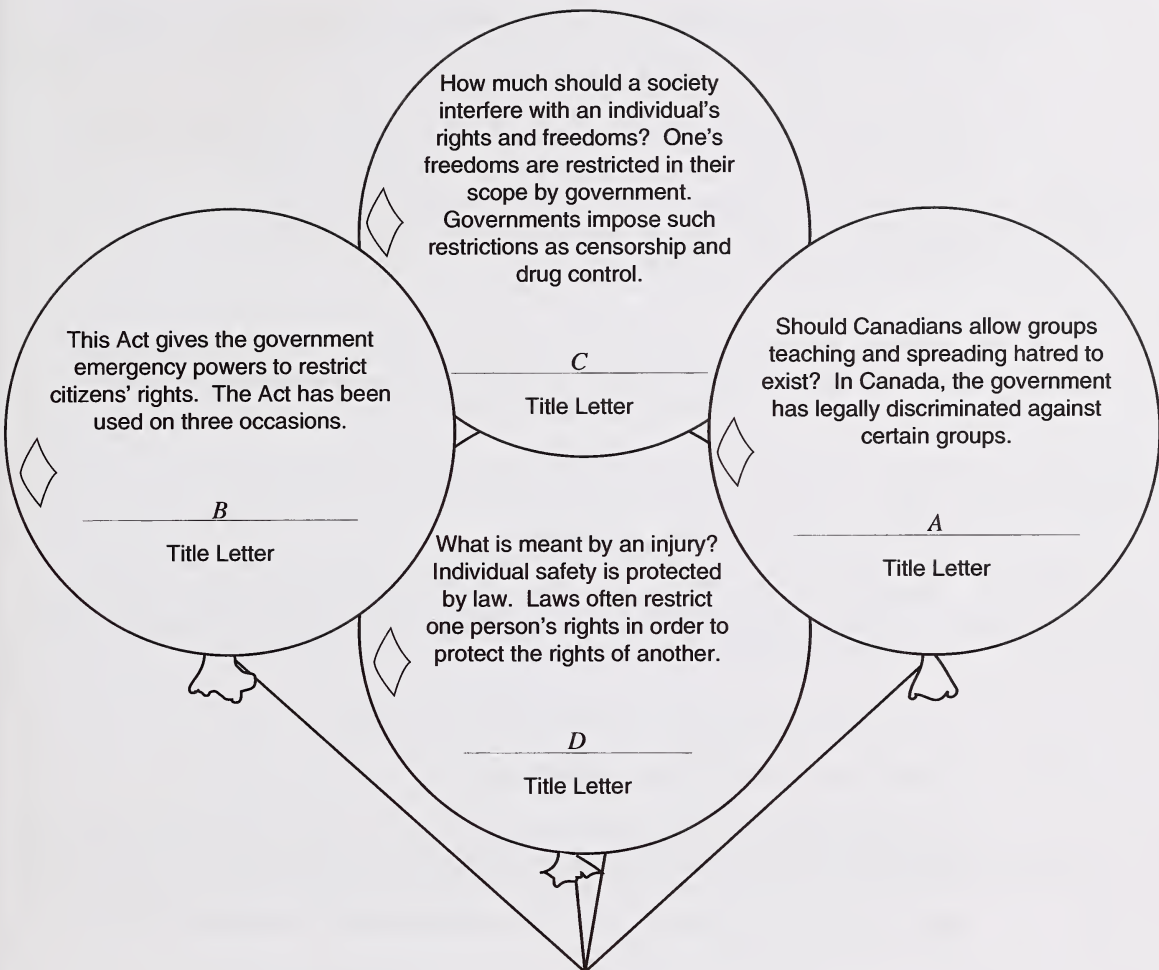 How much should a society
interfere with an individual's
rights and freedoms? One's
freedoms are restricted in their
scope by government.
Governments impose such
restrictions as censorship and
drug control.
C
Title Letter
This Act gives the government
emergency powers to restrict
citizens' rights. The Act has been
used on three occasions.
B
Title Letter
Should Canadians allow groups
teaching and spreading hatred to
exist? In Canada, the government
has legally discriminated against
certain groups.
A
Title Letter
What is meant by an injury?
Individual safety is protected
by law. Laws often restrict
one person's rights in order to
protect the rights of another.
D
Title Letter